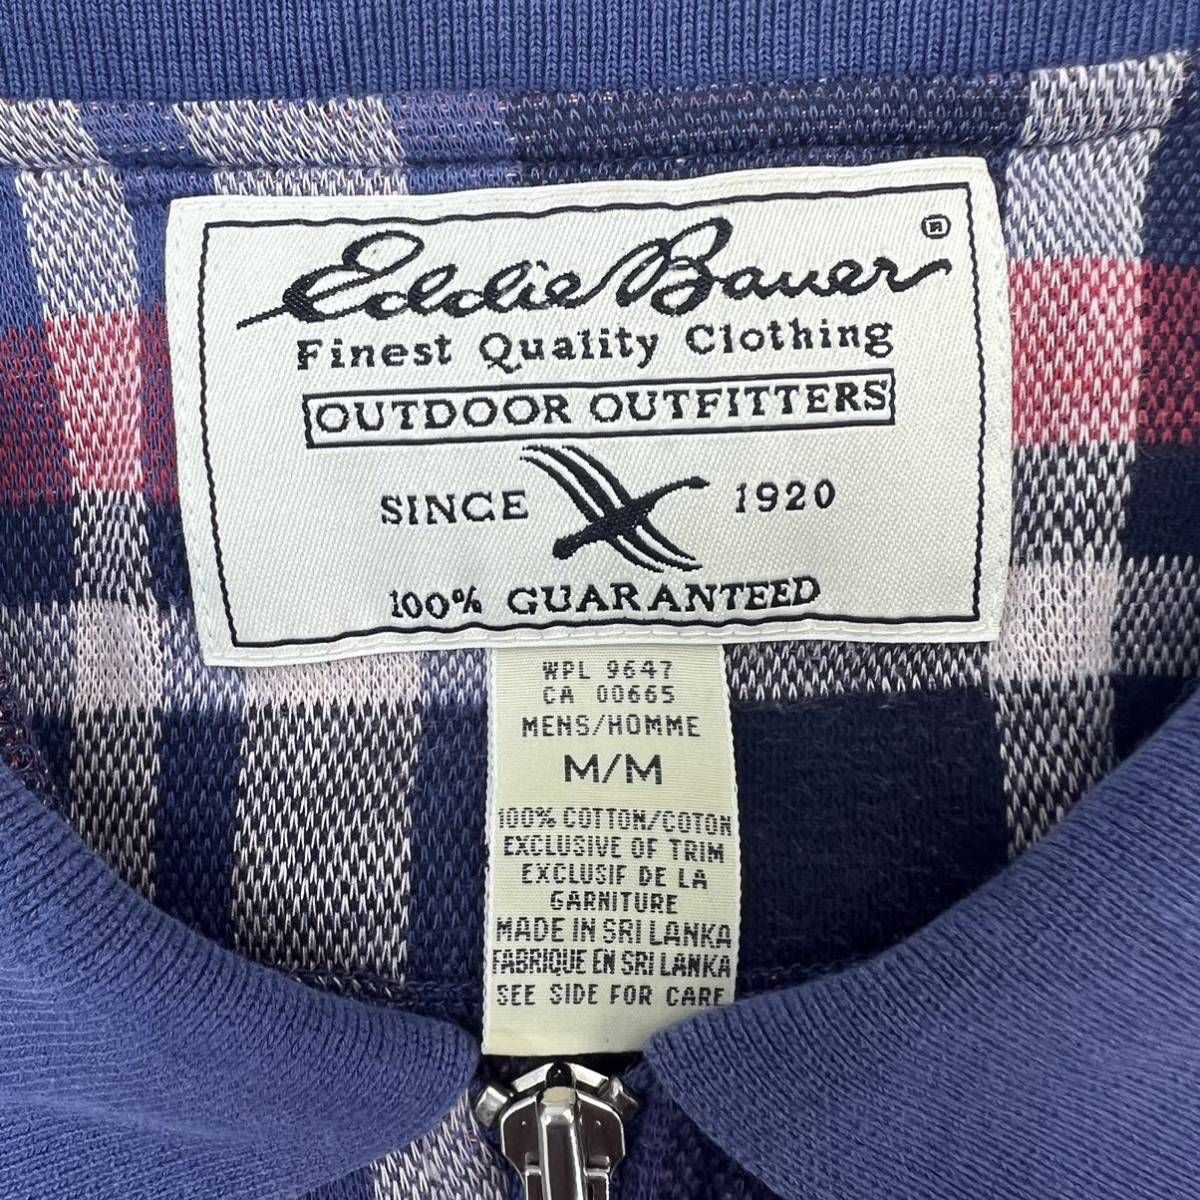 Eddie Bauer ®
Finest Quality Clothing
OUTDOOR OUTFITTERS
SINCE 1920
100% GUARANTEED
WPL 9647
CA 00665
MENS/HOMME
M/M
100% COTTON/COTON
EXCLUSIVE OF TRIM
EXCLUSIF DE LA
GARNITURE
MADE IN SRI LANKA
FABRIQUE EN SRI LANKA
SEE SIDE FOR CARE